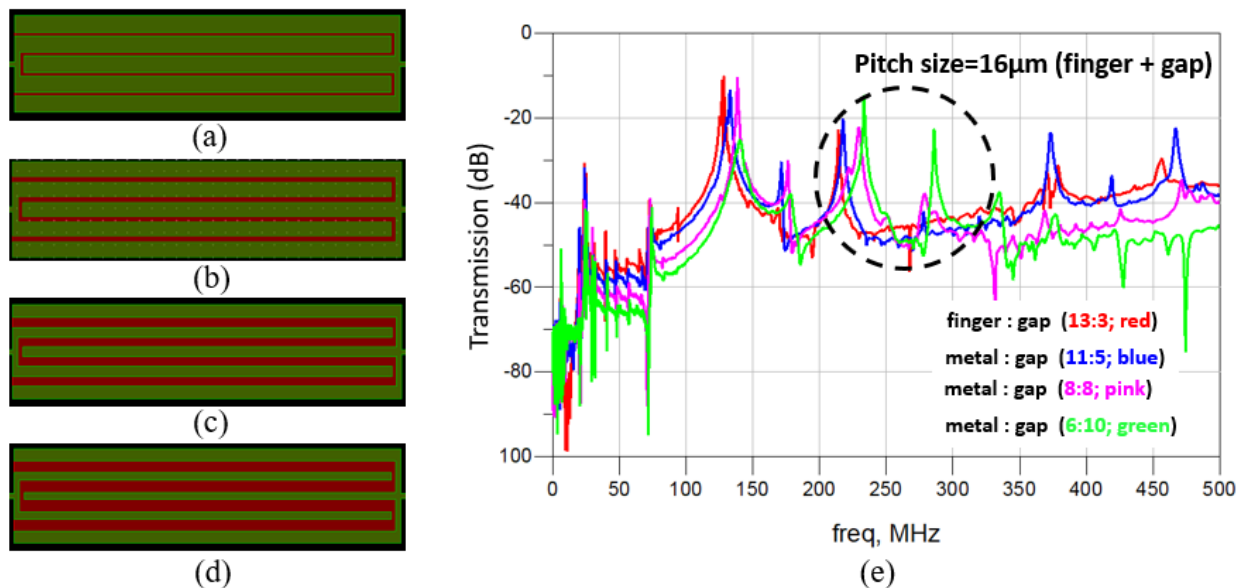 (a)
(b)
(c)
(d)
0
-20
-40
-60
-80
100
Transmission (dB)
Pitch size=16μm (finger + gap)
finger : gap (13:3; red)
metal : gap (11:5; blue)
metal : gap (8:8; pink)
metal : gap (6:10; green)
0 50 100 150 200 250 300 350 400 450 500
freq, MHz
(e)